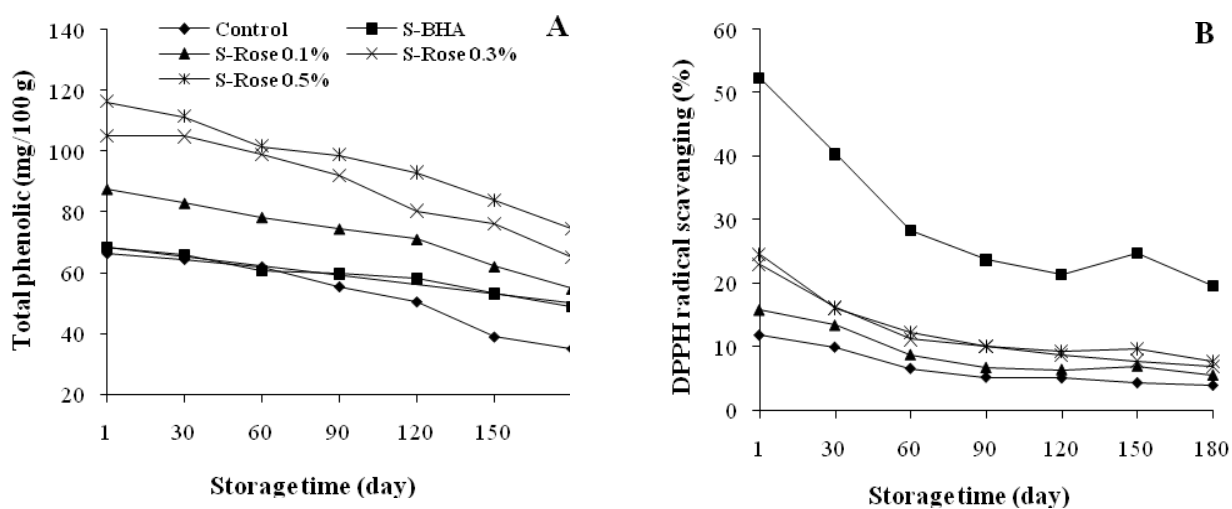 A
Control
S-BHA
S-Rose 0.1%
S-Rose 0.3%
S-Rose 0.5%
Total phenolic (mg/100 g)
140
120
100
80
60
40
20
1 30 60 90 120 150
Storage time (day)
B
DPPH radical scavenging (%)
60
50
40
30
20
10
0
1 30 60 90 120 150 180
Storage time (day)